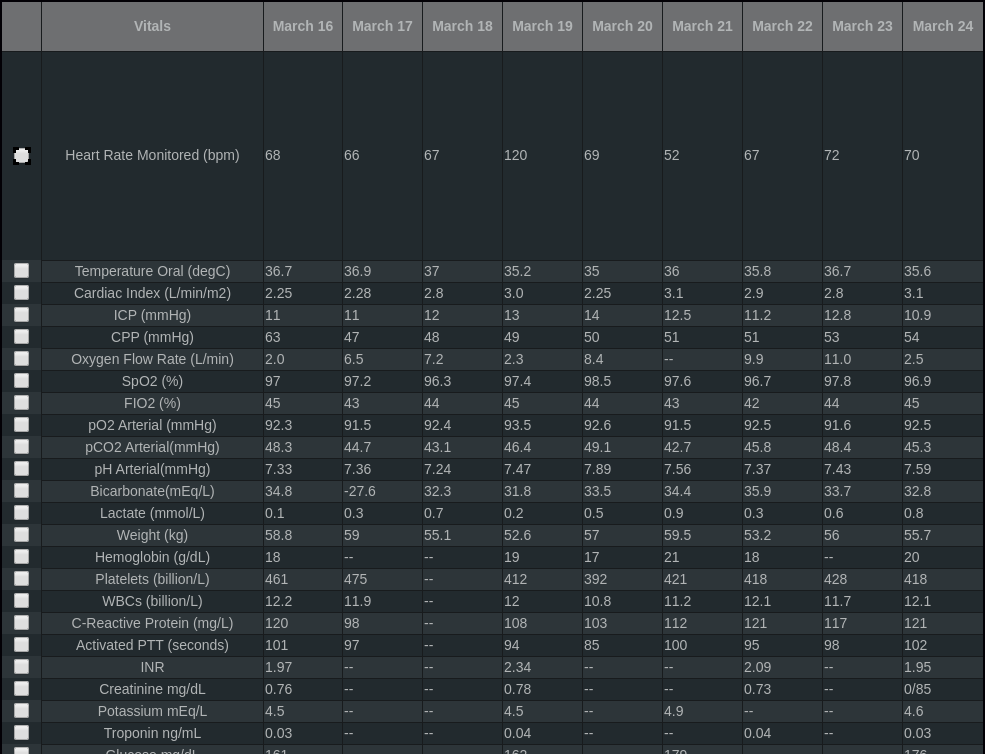 Vitals March 16 March 17 March 18 March 19 March 20 March 21 March 22 March 23 March 24
Heart Rate Monitored (bpm) 68 66 67 120 69 52 67 72 70
Temperature Oral (degC) 36.7 36.9 37 35.2 35 36 35.8 36.7 35.6
Cardiac Index (L/min/m2) 2.25 2.28 2.8 3.0 2.25 3.1 2.9 2.8 3.1
ICP (mmHg) 11 11 12 13 14 12.5 11.2 12.8 10.9
CPP (mmHg) 63 47 48 49 50 51 51 53 54
Oxygen Flow Rate (L/min) 2.0 6.5 7.2 2.3 8.4 -- 9.9 11.0 2.5
SpO2 (%) 97 97.2 96.3 97.4 98.5 97.6 96.7 97.8 96.9
FIO2 (%) 45 43 44 45 44 43 42 44 45
pO2 Arterial (mmHg) 92.3 91.5 92.4 93.5 92.6 91.5 92.5 91.6 92.5
pCO2 Arterial(mmHg) 48.3 44.7 43.1 46.4 49.1 42.7 45.8 48.4 45.3
pH Arterial(mmHg) 7.33 7.36 7.24 7.47 7.89 7.56 7.37 7.43 7.59
Bicarbonate(mEq/L) 34.8 -27.6 32.3 31.8 33.5 34.4 35.9 33.7 32.8
Lactate (mmol/L) 0.1 0.3 0.7 0.2 0.5 0.9 0.3 0.6 0.8
Weight (kg) 58.8 59 55.1 52.6 57 59.5 53.2 56 55.7
Hemoglobin (g/dL) 18 -- -- 19 17 21 18 -- 20
Platelets (billion/L) 461 475 -- 412 392 421 418 428 418
WBCs (billion/L) 12.2 11.9 -- 12 10.8 11.2 12.1 11.7 12.1
C-Reactive Protein (mg/L) 120 98 -- 108 103 112 121 117 121
Activated PTT (seconds) 101 97 -- 94 85 100 95 98 102
INR 1.97 -- -- 2.34 -- -- 2.09 -- 1.95
Creatinine mg/dL 0.76 -- -- 0.78 -- -- 0.73 -- 0/85
Potassium mEq/L 4.5 -- -- 4.5 -- 4.9 -- -- 4.6
Troponin ng/mL 0.03 -- -- 0.04 -- -- 0.04 -- 0.03
Glucose mg/dL 161